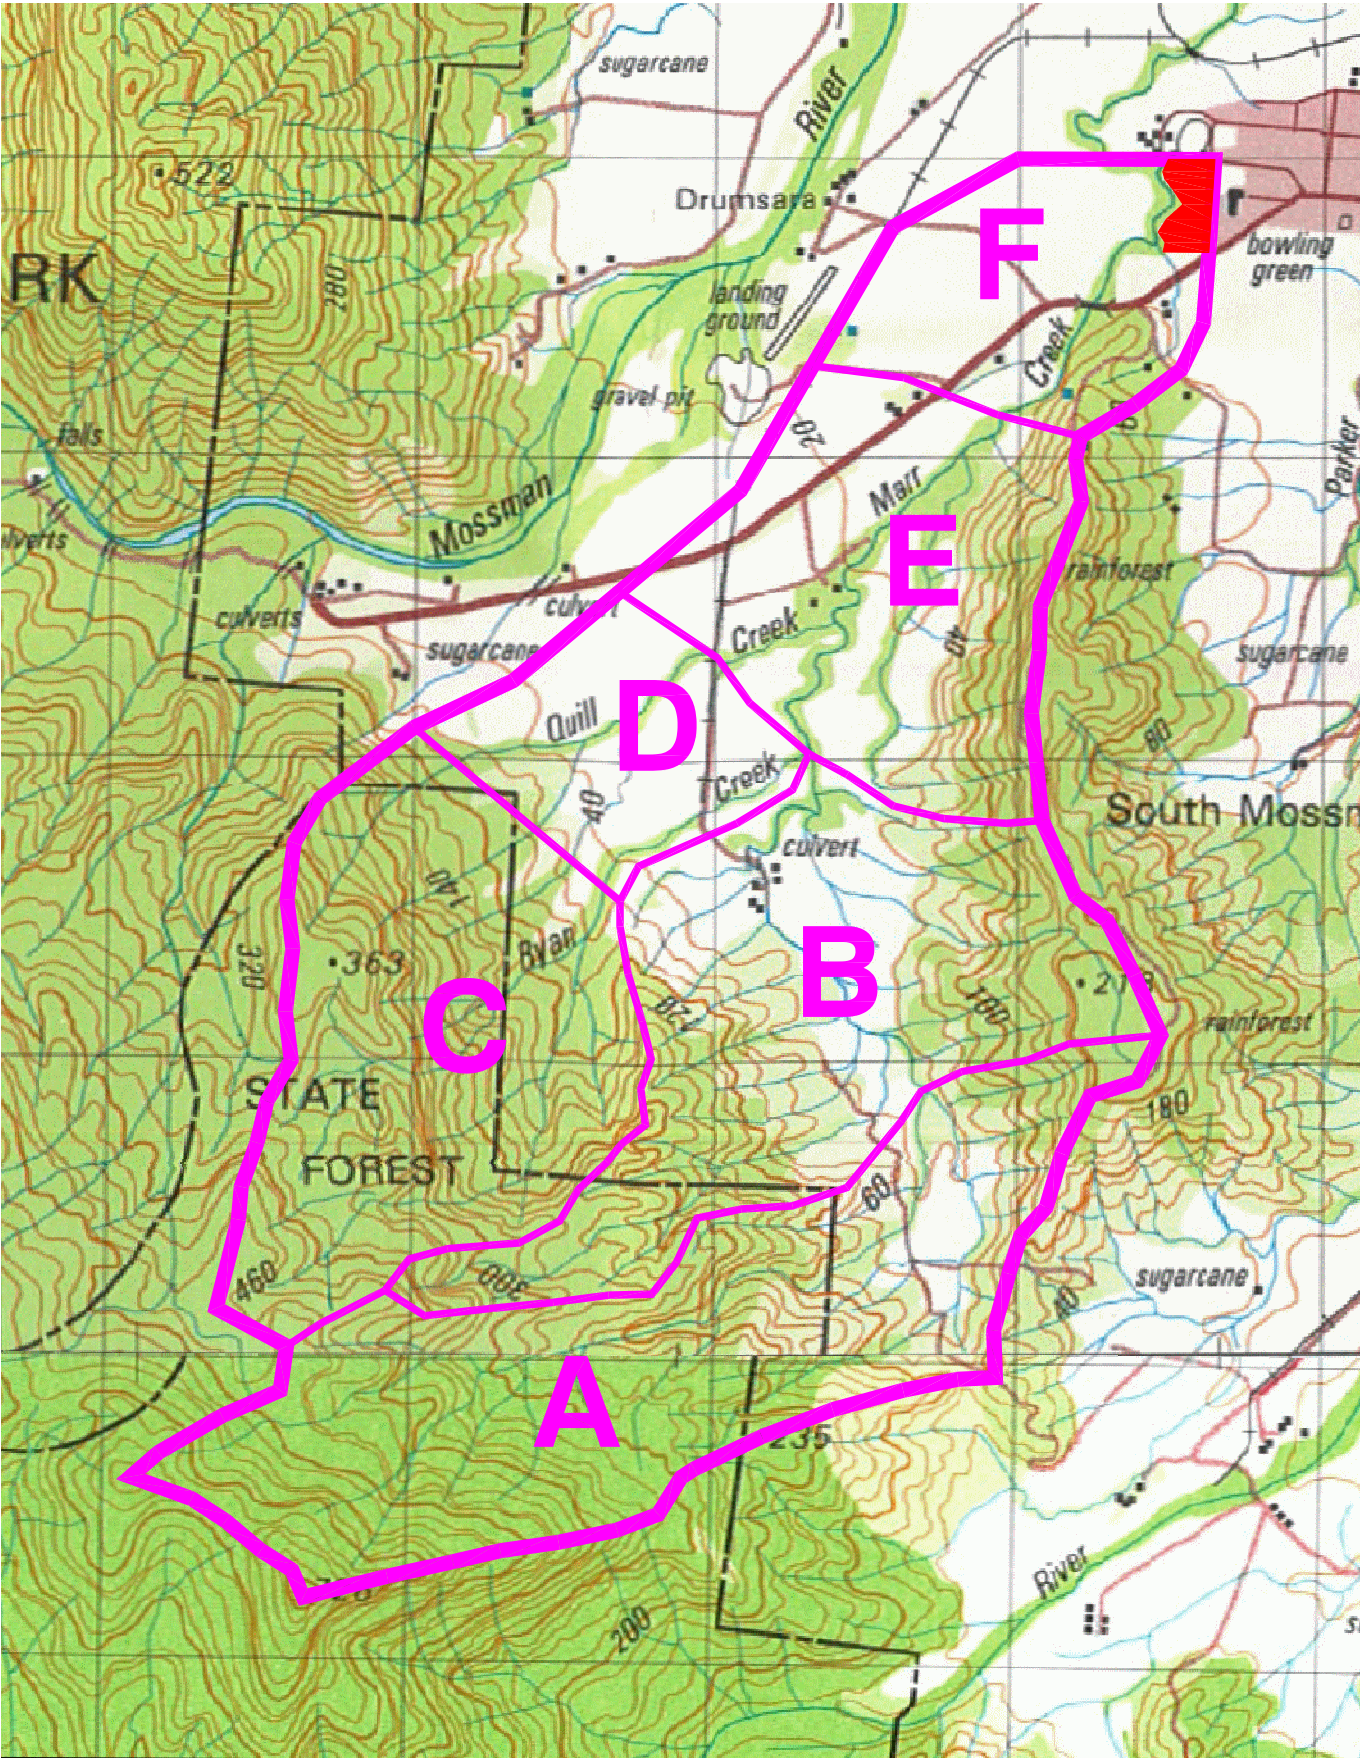 sugarcane
River
522
Drumsara
F
bowling
green
RK
280
landing
ground
Creek
gravel pit
20
falls
Parker
Marr
Mossman
E
rainforest
culverts
culvert
Creek
40
sugarcane
sugarcane
Quill
D
80
Creek
40
South Mossm
culvert
140
B
Ryan
320
363
C
120
100
rainforest
STATE
180
FOREST
60
460
300
sugarcane
40
A
235
River
200